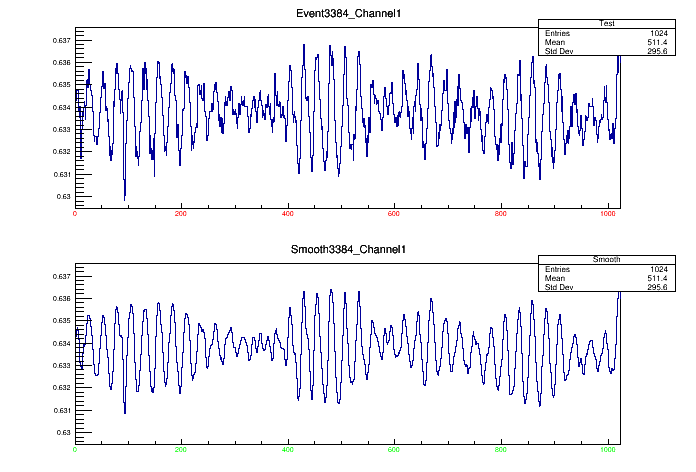 Event3384_Channel1
Test
Entries 1024
Mean 511.4
Std Dev 295.6
0.637
0.636
0.635
0.634
0.633
0.632
0.631
0.63
0 200 400 600 800 1000
Smooth3384_Channel1
Smooth
Entries 1024
Mean 511.4
Std Dev 295.6
0.637
0.636
0.635
0.634
0.633
0.632
0.631
0.63
0 200 400 600 800 1000